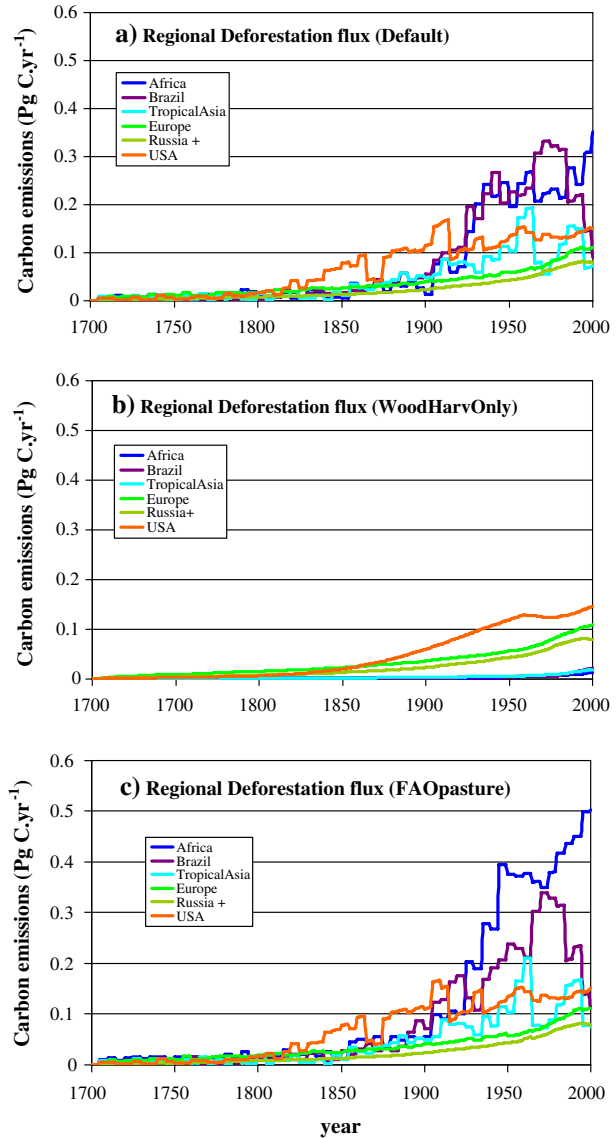 a) Regional Deforestation flux (Default)
Carbon emissions (Pg C.yr-1)
0.6
0.5
0.4
0.3
0.2
0.1
0
Africa
Brazil
TropicalAsia
Europe
Russia +
USA
1700 1750 1800 1850 1900 1950 2000
b) Regional Deforestation flux (WoodHarvOnly)
Carbon emissions (Pg C.yr-1)
0.6
0.5
0.4
0.3
0.2
0.1
0
Africa
Brazil
TropicalAsia
Europe
Russia+
USA
1700 1700 1800 1850 1900 1950 2000
c) Regional Deforestation flux (FAOpasture)
Carbon emissions (Pg C.yr-1)
0.6
0.5
0.4
0.3
0.2
0.1
0
Africa
Brazil
TropicalAsia
Europe
Russia +
USA
1700 1750 1800 1850 1900 1950 2000
year